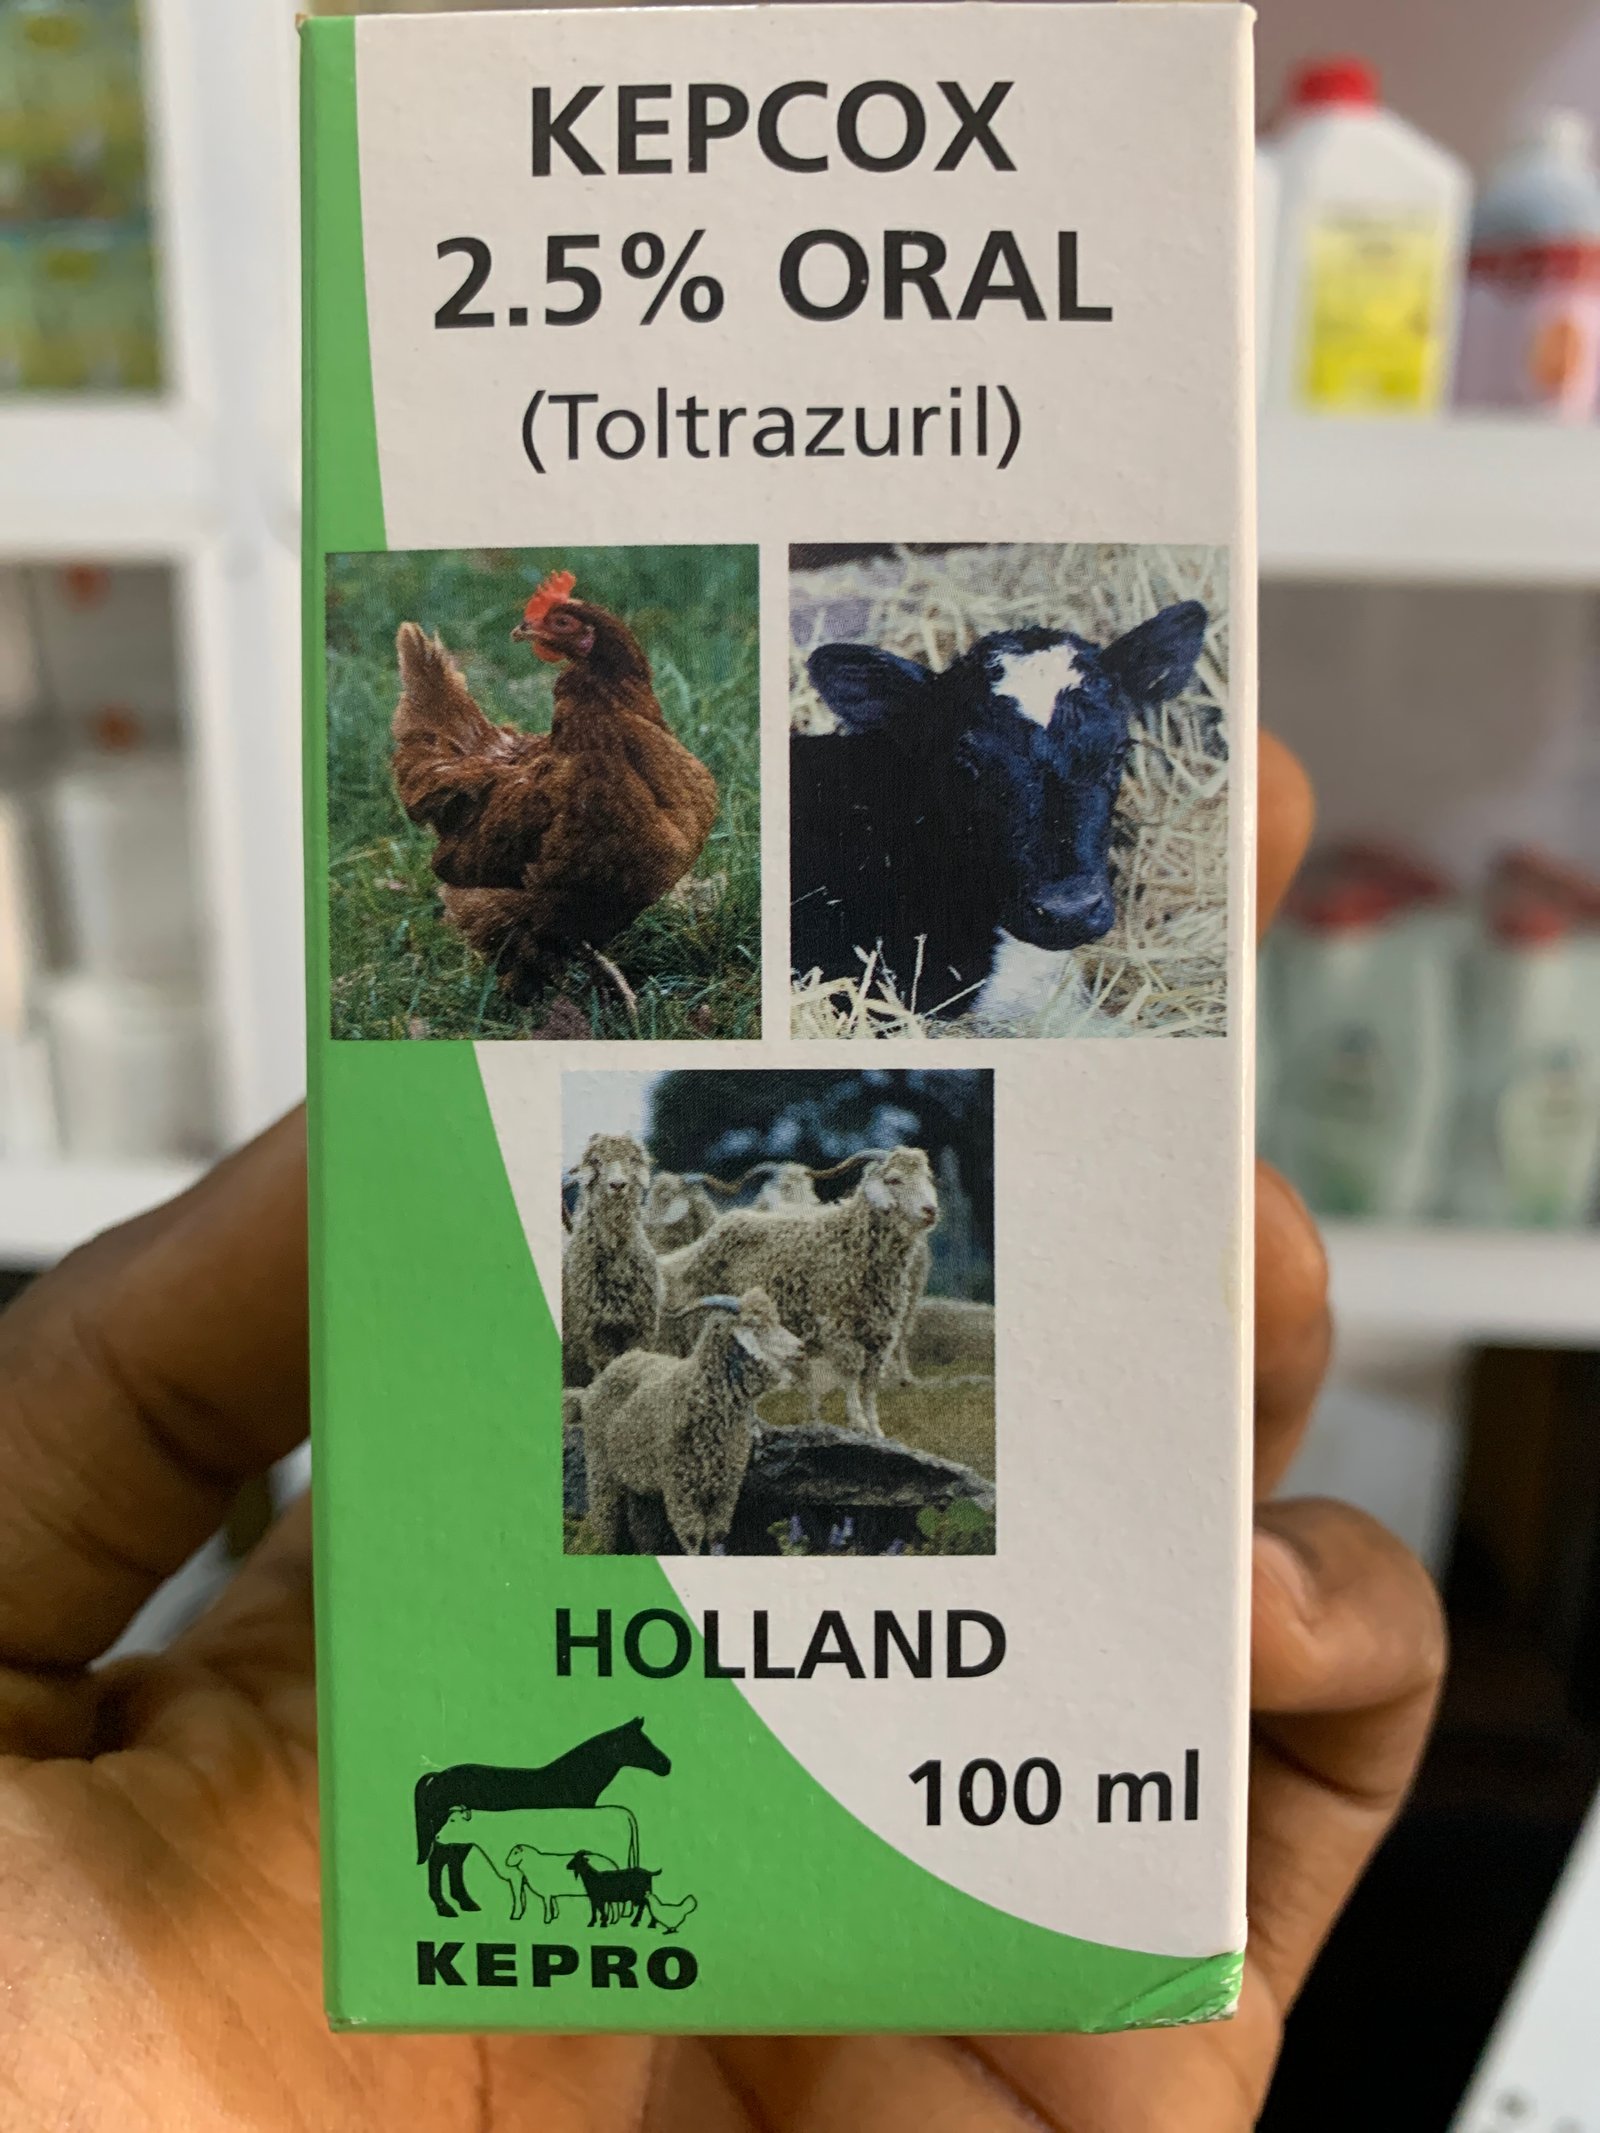 KEPCOX
2.5% ORAL
(Toltrazuril)
HOLLAND
100 ml
KEPRO